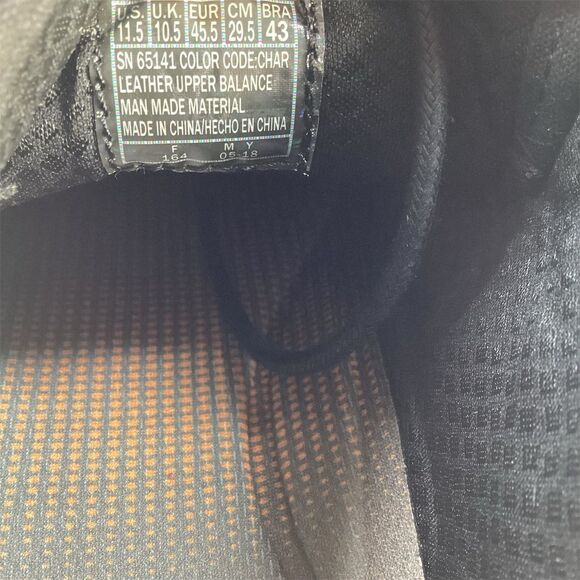 U.S. U.K. EUR CM BRA
11.5 10.5 45.5 29.5 43
SN 65141 COLOR CODE:CHAR
LEATHER UPPER BALANCE
MAN MADE MATERIAL
MADE IN CHINA/HECHO EN CHINA
F M Y
164 05-18